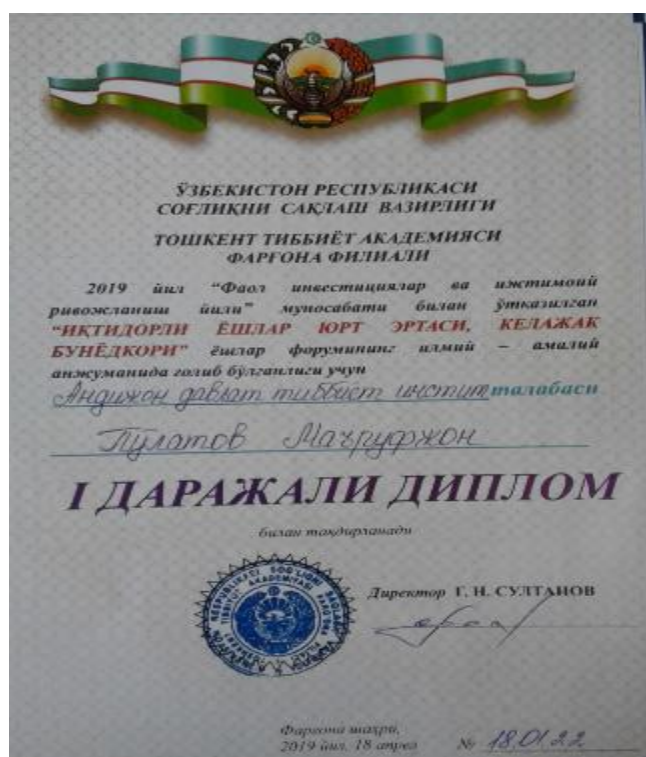 ЎЗБЕКИСТОН РЕСПУБЛИКАСИ
СОҒЛИҚНИ САҚЛАШ ВАЗИРЛИГИ
ТОШКЕНТ ТИББИЁТ АКАДЕМИЯСИ
ФАРҒОНА ФИЛИАЛИ
2019 йил “Фаол инвестициялар ва ижтимоий
ривожланиш йили” муносабати билан ўтказилган
“ИҚТИДОРЛИ ЁШЛАР ЮРТ ЭРТАСИ, КЕЛАЖАК
БУНЁДКОРИ” ёшлар форумининг илмий – амалий
анжуманида ғолиб бўлганлиги учун
Андижон давлат тиббиёт институт талабаси
Пўлатов Маъруфжон
I ДАРАЖАЛИ ДИПЛОМ
билан тақдирланади
Директор Г. Н. СУЛТАНОВ
Фарғона шаҳри,
2019 йил, 18 апрел № 18.01.22